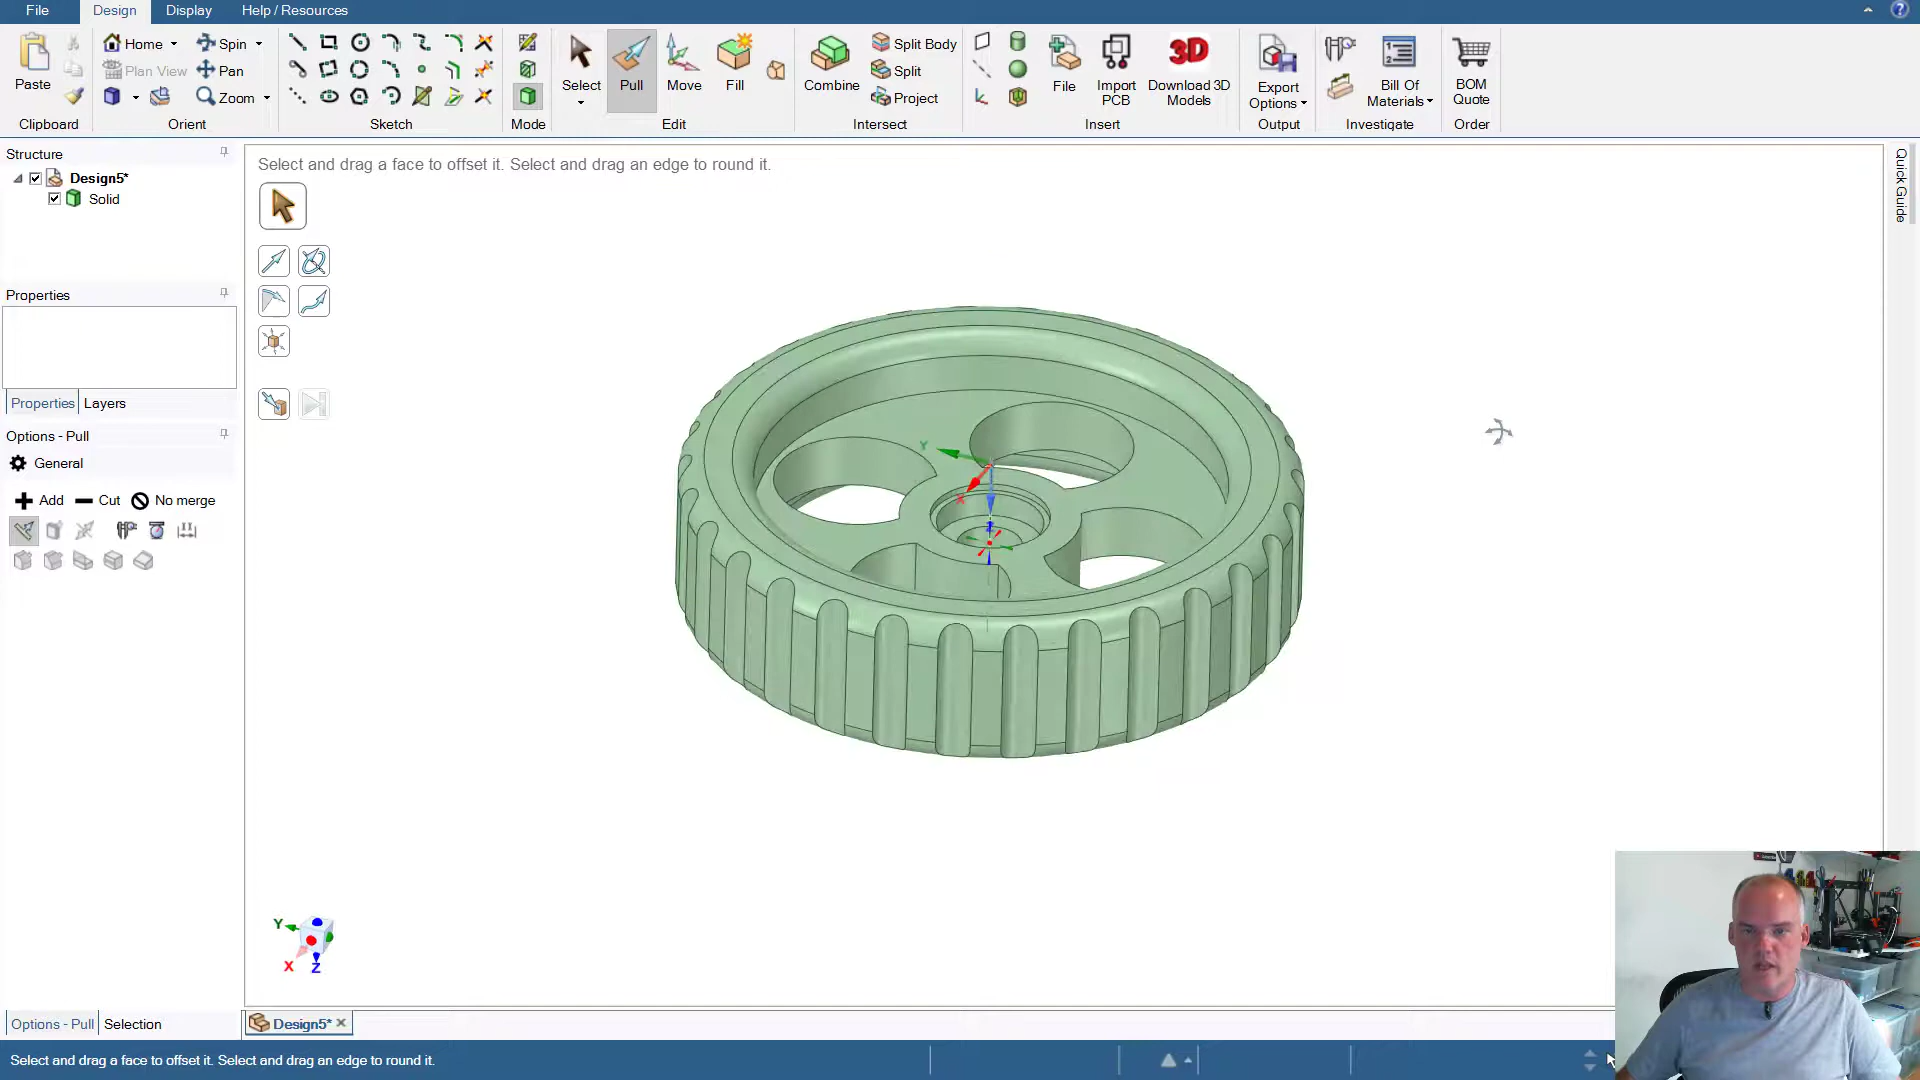 File
Design
Display
Help / Resources
Paste
Clipboard
Home
Plan View
Spin
Pan
Zoom
Orient
Sketch
Mode
Select
Pull
Move
Fill
Edit
Combine
Split Body
Split
Project
Intersect
File
Import PCB
3D
Download 3D Models
Insert
Export Options
Output
Bill Of Materials
Investigate
BOM Quote
Order
Structure
Design5*
Solid
Properties
Properties
Layers
Options - Pull
General
Add
Cut
No merge
Select and drag a face to offset it. Select and drag an edge to round it.
Quick Guide
Y
X
Z
Y
X
Z
Options - Pull
Selection
Design5*
Select and drag a face to offset it. Select and drag an edge to round it.